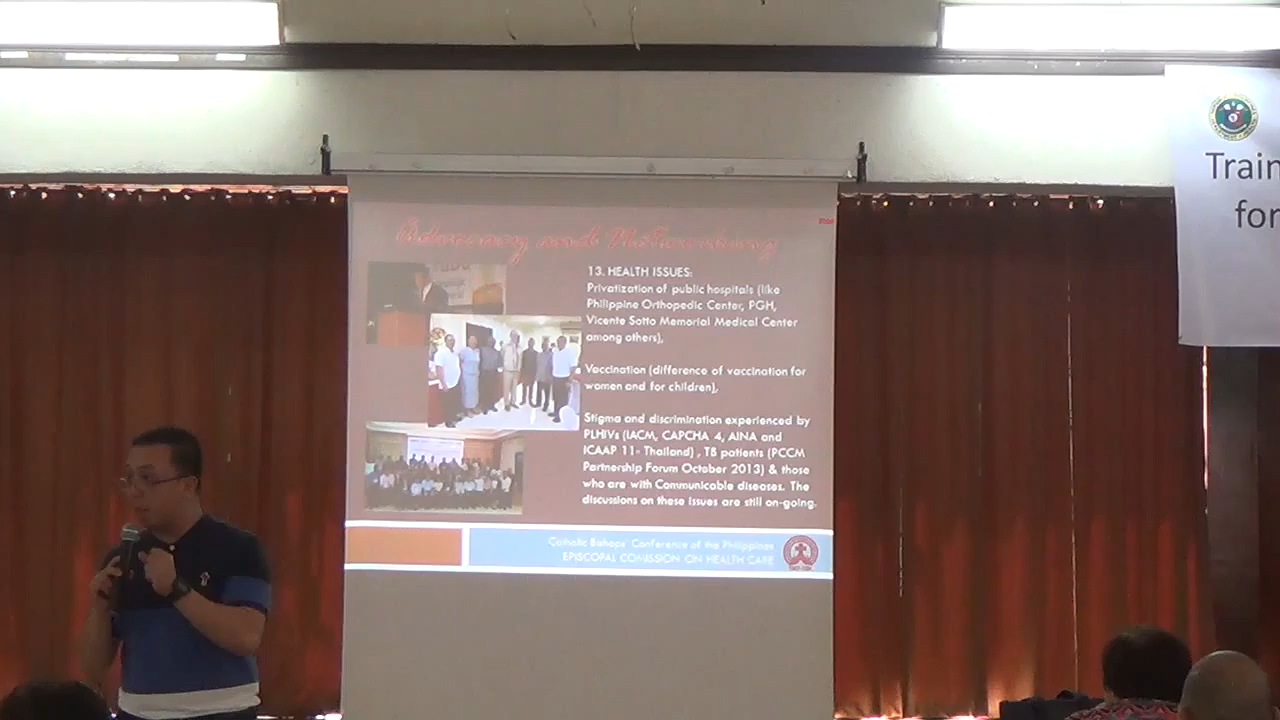 Advocacy and Networking
13. HEALTH ISSUES:
Privatization of public hospitals (like
Philippine Orthopedic Center, PGH,
Vicente Sotto Memorial Medical Center
among others),
Vaccination (difference of vaccination for
women and for children),
Stigma and discrimination experienced by
PLHIVs (IACM, CAPCHA 4, AINA and
ICAAP 11- Thailand) , TB patients (PCCM
Partnership Forum October 2013) & those
who are with Communicable diseases. The
discussions on these issues are still on-going.
Catholic Bishops' Conference of the Philippines
EPISCOPAL COMISSION ON HEALTH CARE
Train
for